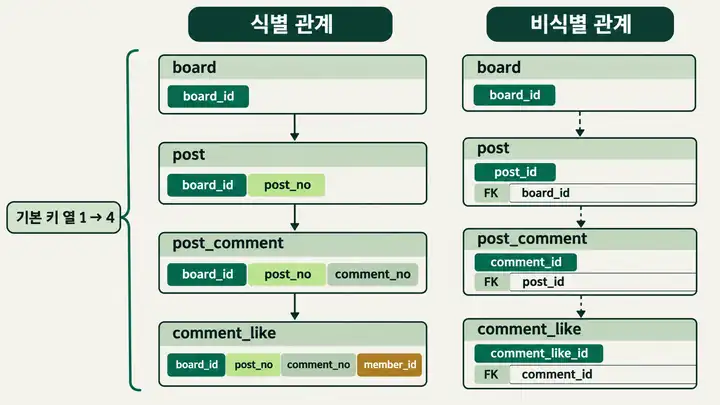 식별 관계
비식별 관계
기본 키 열 1 → 4
board
board_id
post
board_id post_no
post_comment
board_id post_no comment_no
comment_like
board_id post_no comment_no member_id
board
board_id
post
post_id
FK board_id
post_comment
comment_id
FK post_id
comment_like
comment_like_id
FK comment_id